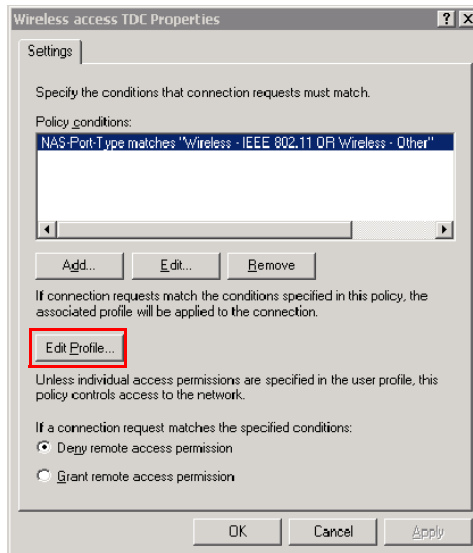 Wireless access TDC Properties
Settings
Specify the conditions that connection requests must match.
Policy conditions:
NAS-Port-Type matches "Wireless - IEEE 802.11 OR Wireless - Other"
Add... Edit... Remove
If connection requests match the conditions specified in this policy, the
associated profile will be applied to the connection.
Edit Profile...
Unless individual access permissions are specified in the user profile, this
policy controls access to the network.
If a connection request matches the specified conditions:
Deny remote access permission
Grant remote access permission
OK Cancel Apply